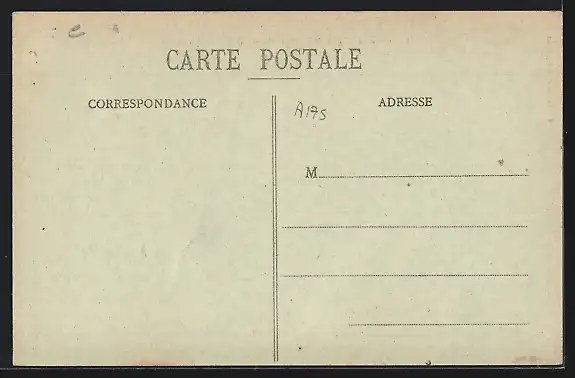 CARTE POSTALE
CORRESPONDANCE
ADRESSE
A175
M